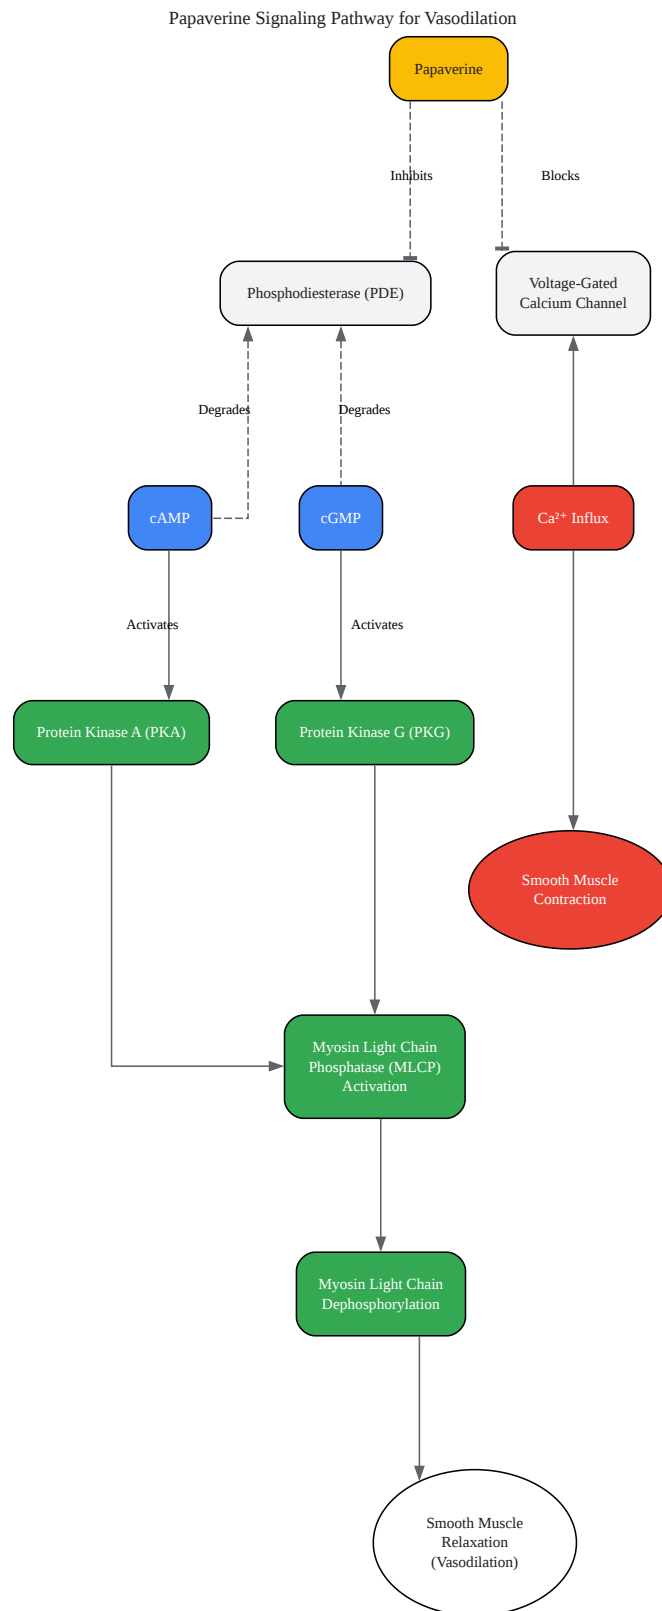 Papaverine Signaling Pathway for Vasodilation
Papaverine
Inhibits
Blocks
Phosphodiesterase (PDE)
Voltage-Gated
Calcium Channel
Degrades
Degrades
cAMP
cGMP
Ca²⁺ Influx
Activates
Activates
Protein Kinase A (PKA)
Protein Kinase G (PKG)
Smooth Muscle
Contraction
Myosin Light Chain
Phosphatase (MLCP)
Activation
Myosin Light Chain
Dephosphorylation
Smooth Muscle
Relaxation
(Vasodilation)